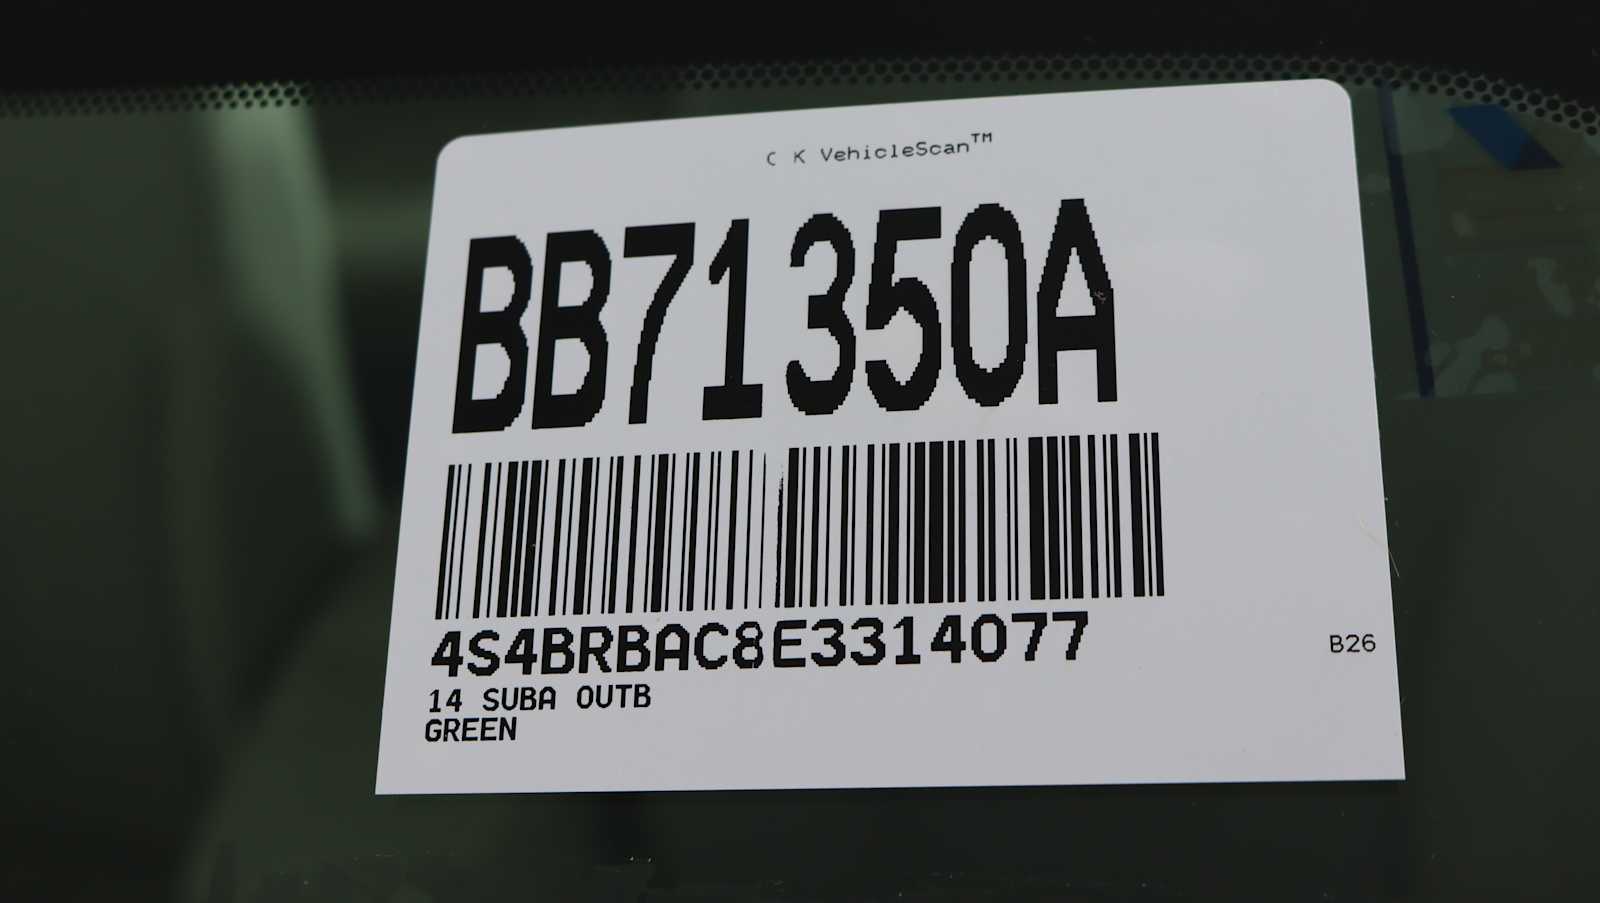 C K VehicleScan™
BB71350A
4S4BRBAC8E3314077
B26
14 SUBA OUTB
GREEN